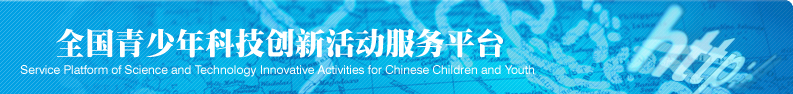 全国青少年科技创新活动服务平台
Service Platform of Science and Technology Innovative Activities for Chinese Children and Youth
http://